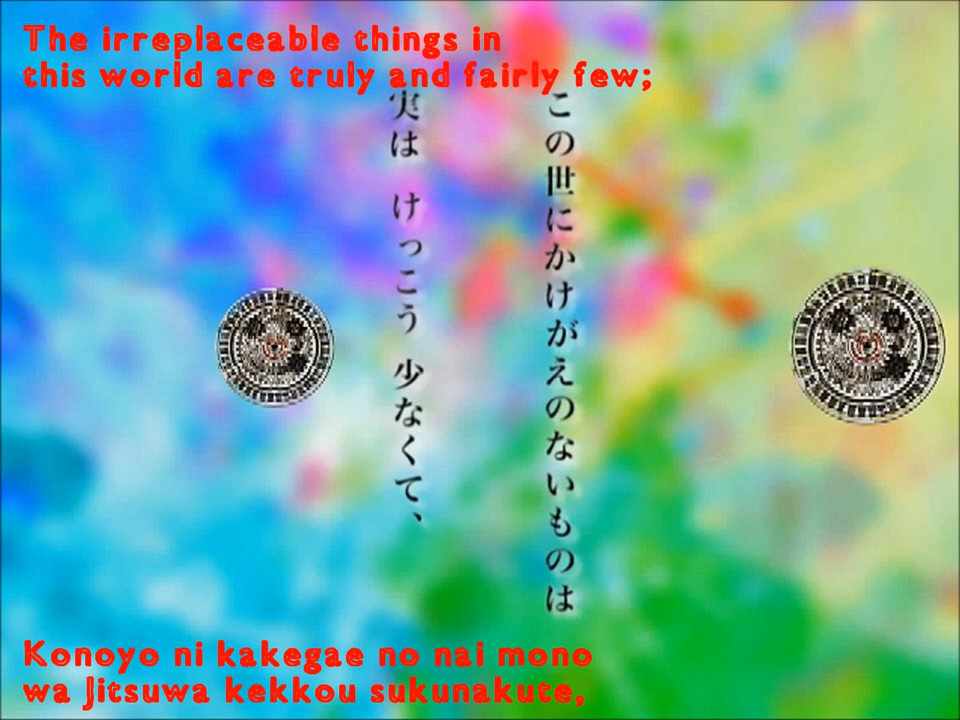 The irreplaceable things in
this world are truly and fairly few;
この世にかけがえのないものは
実は けっこう 少なくて、
Konoyo ni kakegae no nai mono
wa Jitsuwa kekkou sukunakute,